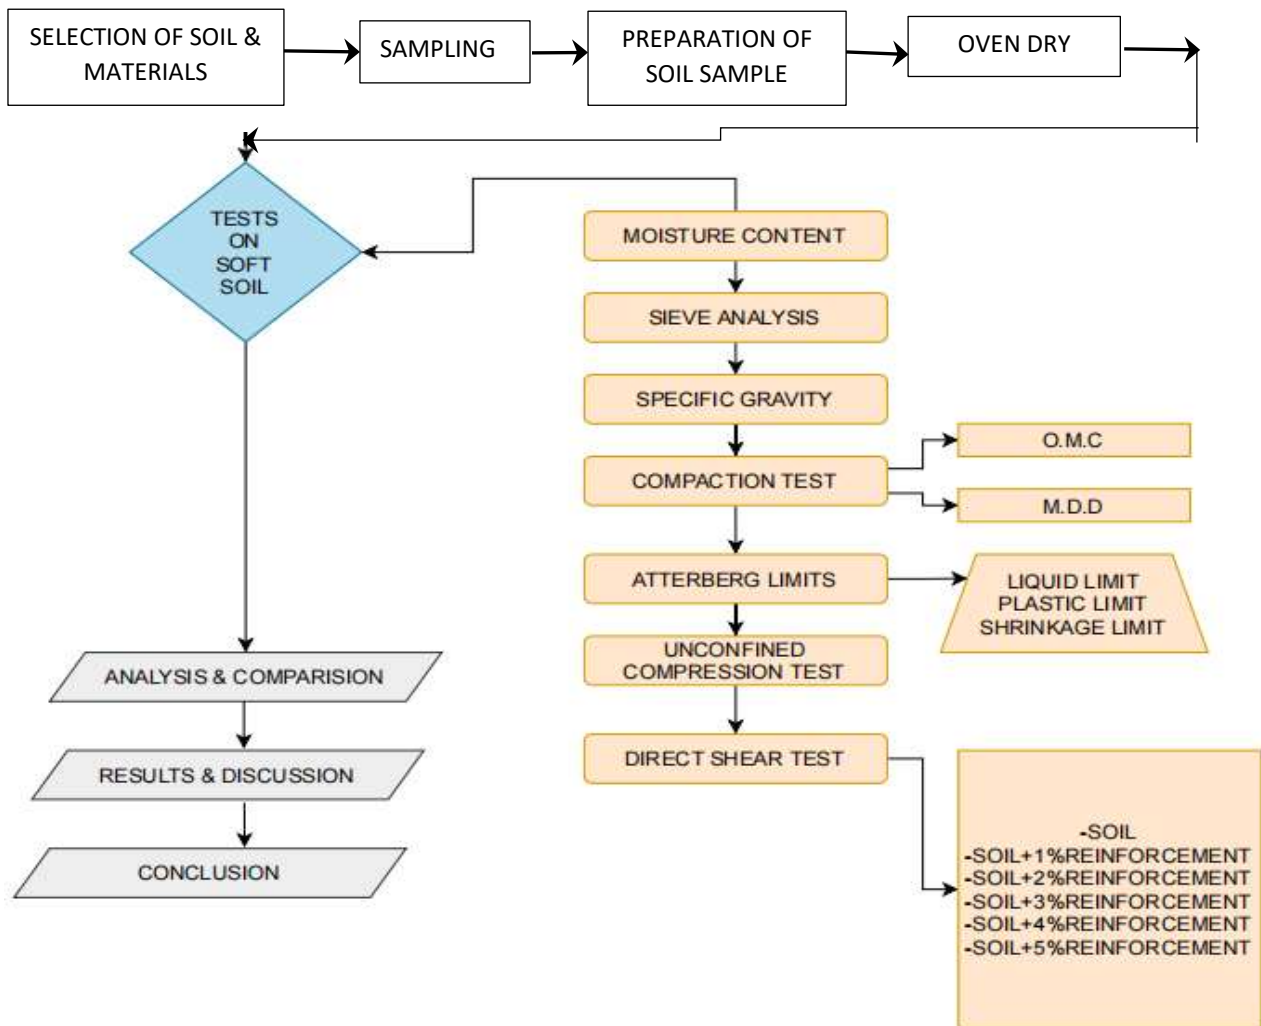 SELECTION OF SOIL &
MATERIALS
SAMPLING
PREPARATION OF
SOIL SAMPLE
OVEN DRY
TESTS
ON
SOFT
SOIL
MOISTURE CONTENT
SIEVE ANALYSIS
SPECIFIC GRAVITY
COMPACTION TEST
O.M.C
M.D.D
ATTERBERG LIMITS
LIQUID LIMIT
PLASTIC LIMIT
SHRINKAGE LIMIT
UNCONFINED
COMPRESSION TEST
DIRECT SHEAR TEST
-SOIL
-SOIL+1%REINFORCEMENT
-SOIL+2%REINFORCEMENT
-SOIL+3%REINFORCEMENT
-SOIL+4%REINFORCEMENT
-SOIL+5%REINFORCEMENT
ANALYSIS & COMPARISION
RESULTS & DISCUSSION
CONCLUSION